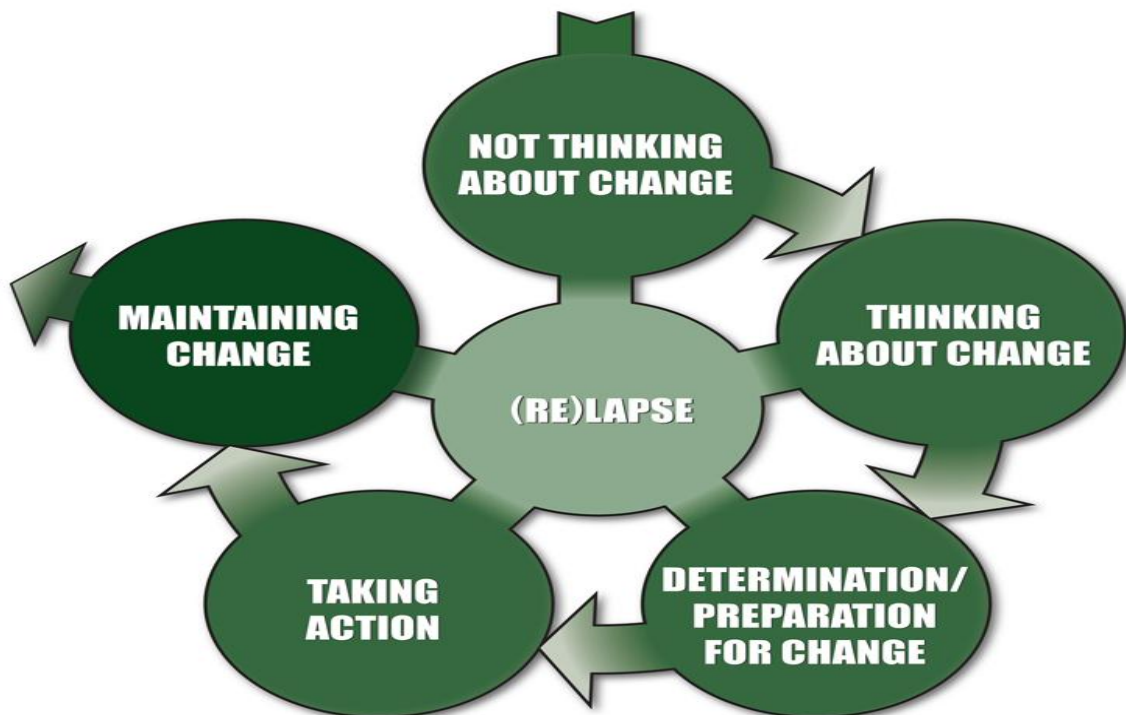 NOT THINKING
ABOUT CHANGE
THINKING
ABOUT CHANGE
DETERMINATION/
PREPARATION
FOR CHANGE
TAKING
ACTION
MAINTAINING
CHANGE
(RE)LAPSE